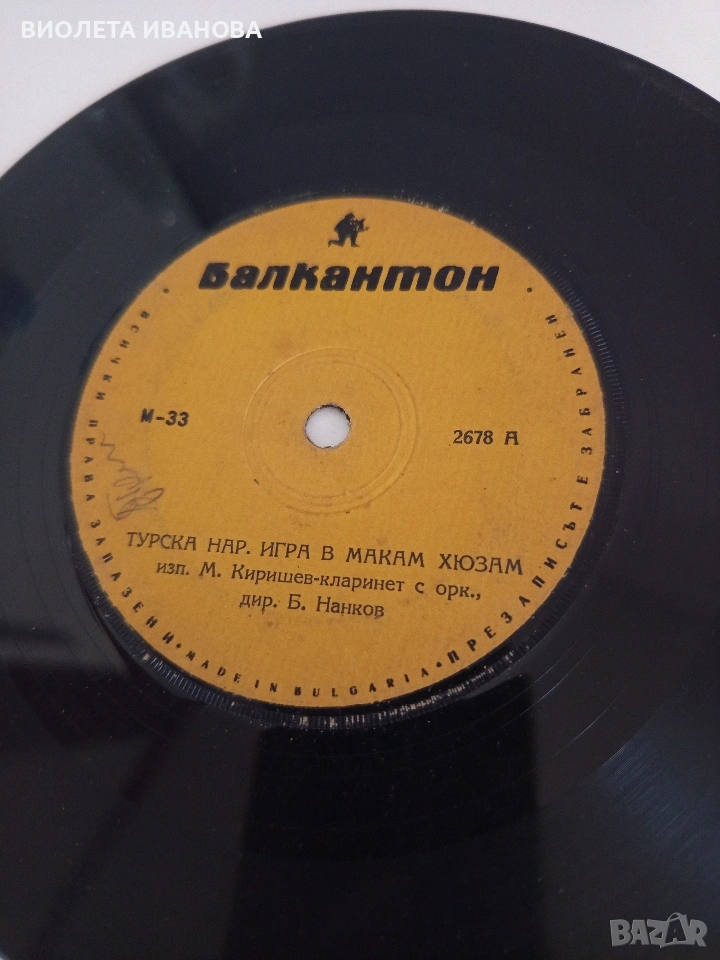 ВИОЛЕТА ИВАНОВА
Балкантон
М-33
2678 А
ТУРСКА НАР. ИГРА В МАКАМ ХЮЗАМ
изп. М. Киришев-кларинет с орк.,
дир. Б. Нанков
• ВСИЧКИ ПРАВА ЗАПАЗЕНИ • MADE IN BULGARIA • ПРЕЗАПИСЪТ Е ЗАБРАНЕН •
BAZAR